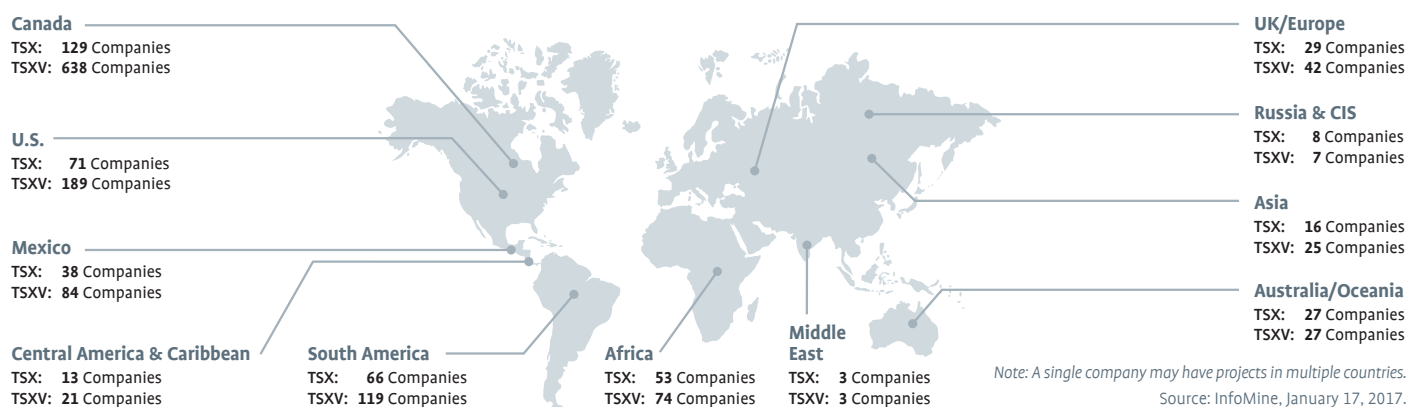 Canada
TSX: 129 Companies
TSXV: 638 Companies
U.S.
TSX: 71 Companies
TSXV: 189 Companies
Mexico
TSX: 38 Companies
TSXV: 84 Companies
Central America & Caribbean
TSX: 13 Companies
TSXV: 21 Companies
South America
TSX: 66 Companies
TSXV: 119 Companies
Africa
TSX: 53 Companies
TSXV: 74 Companies
Middle
East
TSX: 3 Companies
TSXV: 3 Companies
UK/Europe
TSX: 29 Companies
TSXV: 42 Companies
Russia & CIS
TSX: 8 Companies
TSXV: 7 Companies
Asia
TSX: 16 Companies
TSXV: 25 Companies
Australia/Oceania
TSX: 27 Companies
TSXV: 27 Companies
Note: A single company may have projects in multiple countries.
Source: InfoMine, January 17, 2017.